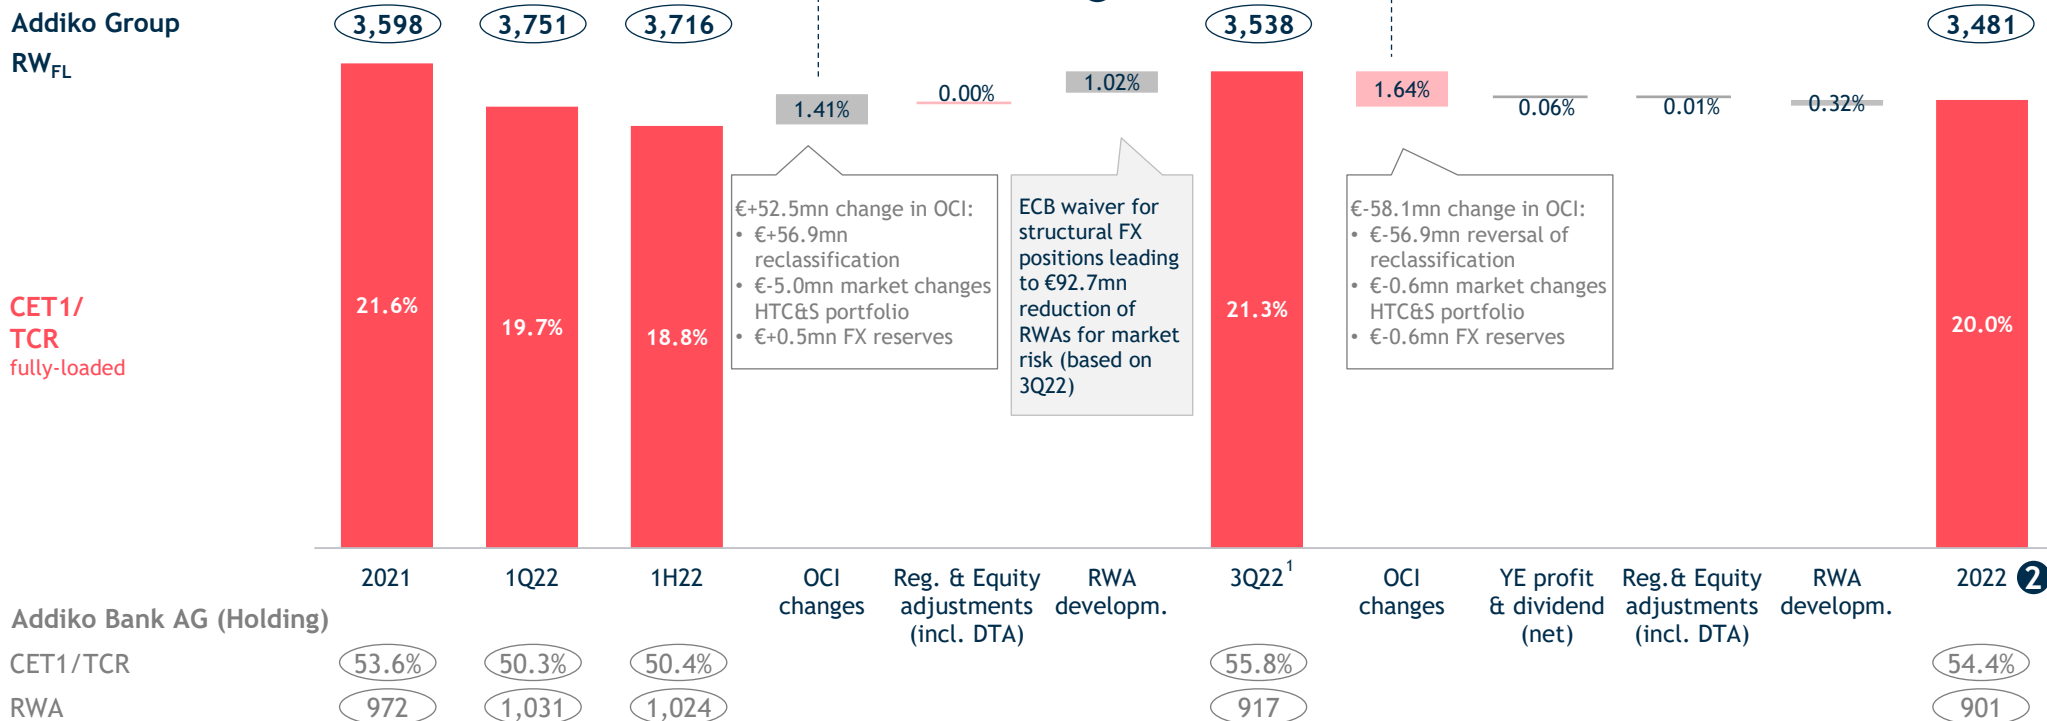 Addiko Group
RW_FL
3,598
3,751
3,716
3,538
3,481
1.41%
0.00%
1.02%
1.64%
0.06%
0.01%
0.32%
€+52.5mn change in OCI:
• €+56.9mn
reclassification
• €-5.0mn market changes
HTC&S portfolio
• €+0.5mn FX reserves
ECB waiver for
structural FX
positions leading
to €92.7mn
reduction of
RWAs for market
risk (based on
3Q22)
€-58.1mn change in OCI:
• €-56.9mn reversal of
reclassification
• €-0.6mn market changes
HTC&S portfolio
• €-0.6mn FX reserves
CET1/
TCR
fully-loaded
21.6%
19.7%
18.8%
21.3%
20.0%
2021
1Q22
1H22
OCI
changes
Reg. & Equity
adjustments
(incl. DTA)
RWA
developm.
3Q22¹
OCI
changes
YE profit
& dividend
(net)
Reg.& Equity
adjustments
(incl. DTA)
RWA
developm.
2022 2
Addiko Bank AG (Holding)
CET1/TCR
53.6%
50.3%
50.4%
55.8%
54.4%
RWA
972
1,031
1,024
917
901